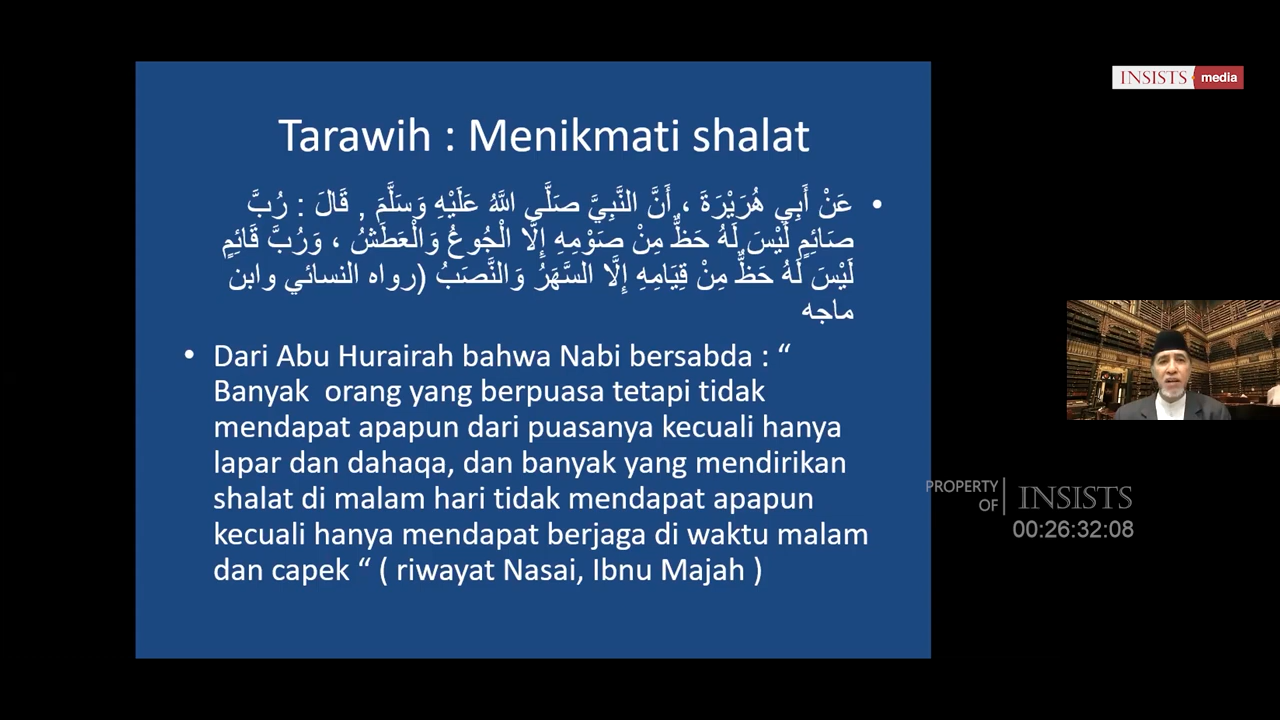 INSISTS media
Tarawih : Menikmati shalat
• عَنْ أَبِي هُرَيْرَةَ ، أَنَّ النَّبِيَّ صَلَّى اللَّهُ عَلَيْهِ وَسَلَّمَ , قَالَ : رُبَّ
صَائِمٍ لَيْسَ لَهُ حَظٌّ مِنْ صَوْمِهِ إِلَّا الْجُوعُ وَالْعَطَشُ ، وَرُبَّ قَائِمٍ
لَيْسَ لَهُ حَظٌّ مِنْ قِيَامِهِ إِلَّا السَّهَرُ وَالنَّصَبُ (رواه النسائي وابن
ماجه
• Dari Abu Hurairah bahwa Nabi bersabda : “
Banyak  orang yang berpuasa tetapi tidak
mendapat apapun dari puasanya kecuali hanya
lapar dan dahaqa, dan banyak yang mendirikan
shalat di malam hari tidak mendapat apapun
kecuali hanya mendapat berjaga di waktu malam
dan capek “ ( riwayat Nasai, Ibnu Majah )
PROPERTY
OF
INSISTS
00:26:32:08